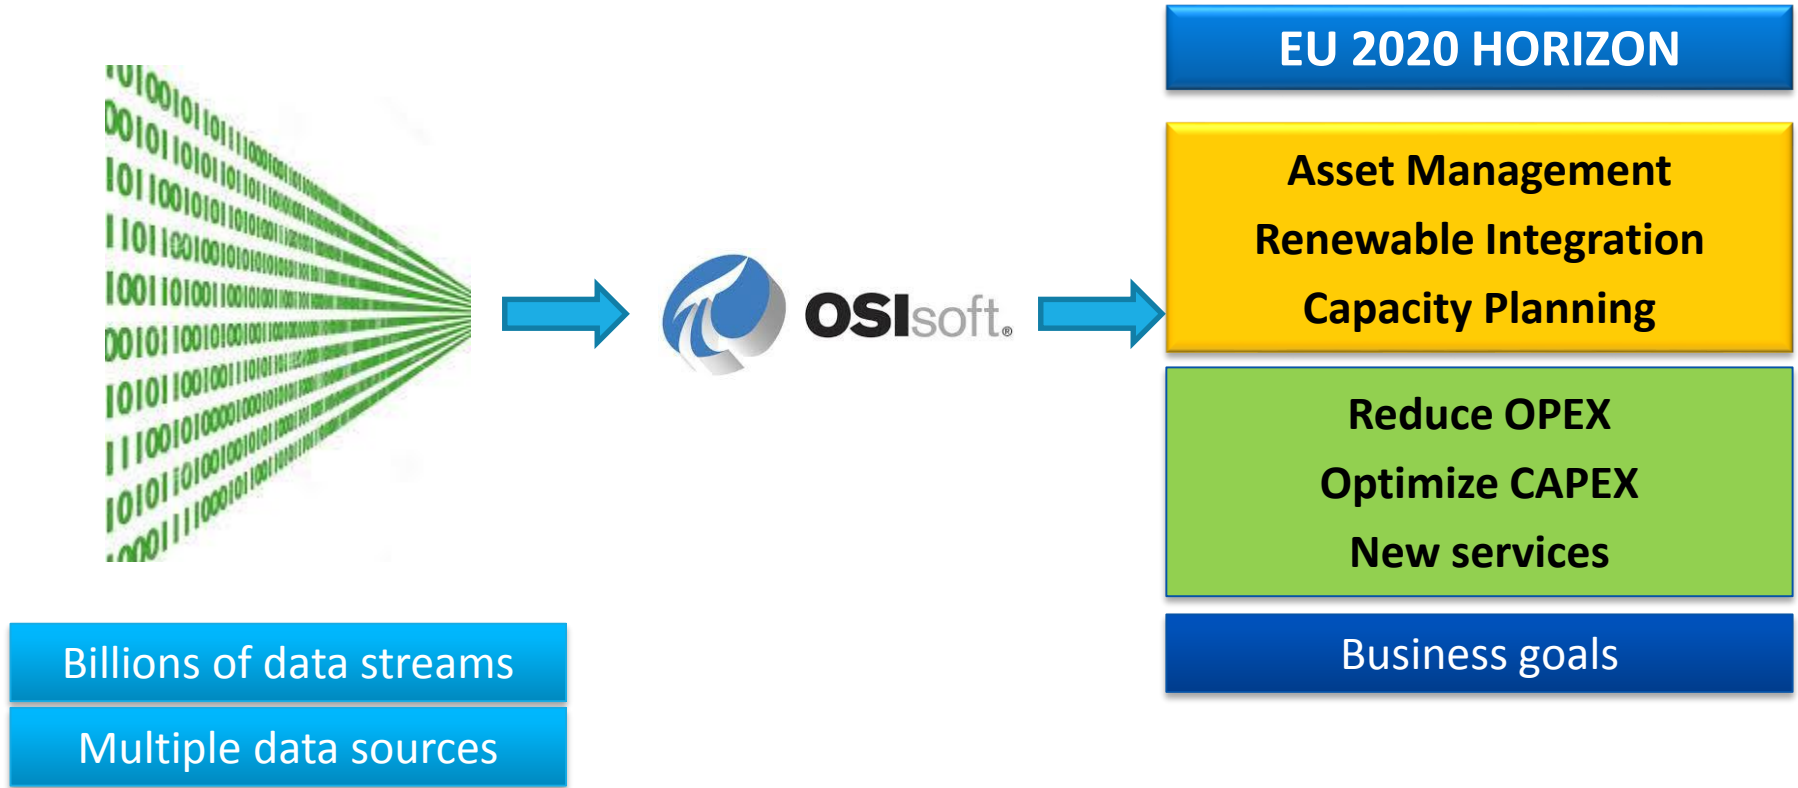 EU 2020 HORIZON
Asset Management
Renewable Integration
Capacity Planning
OSIsoft®
Reduce OPEX
Optimize CAPEX
New services
Business goals
Billions of data streams
Multiple data sources